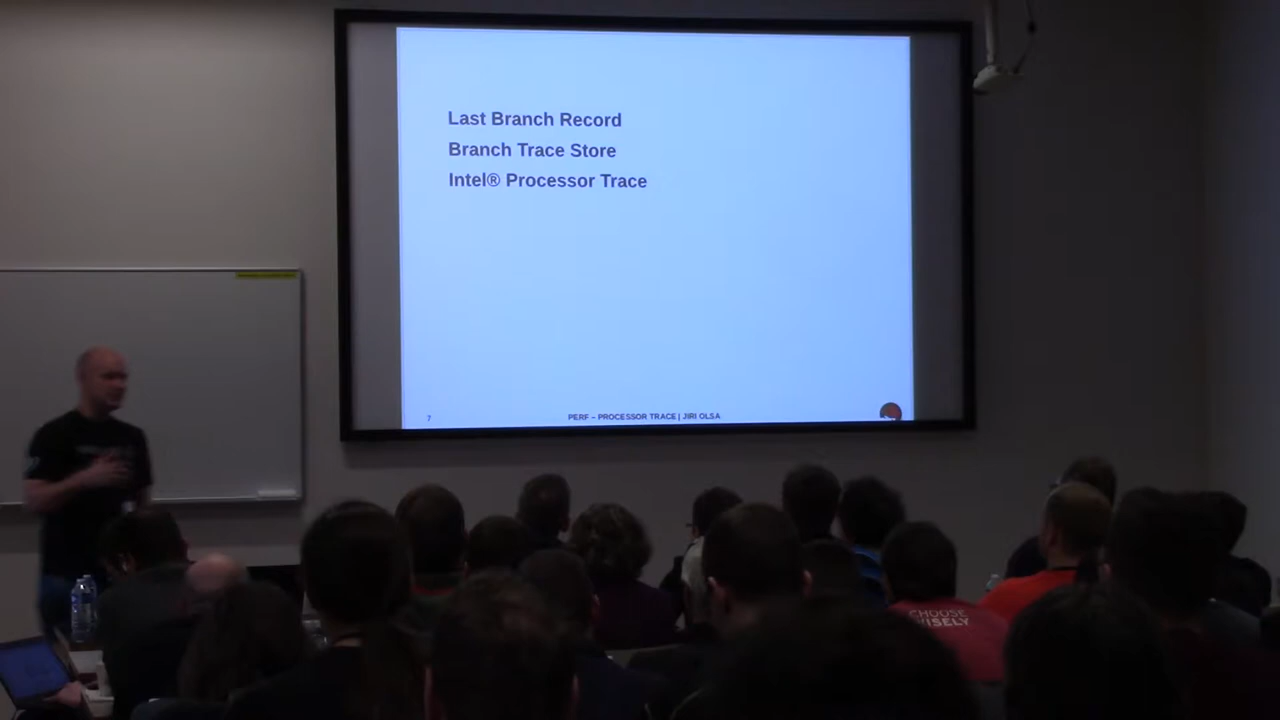 Last Branch Record
Branch Trace Store
Intel® Processor Trace
7
PERF – PROCESSOR TRACE | JIRI OLSA
CHOOSE
WISELY